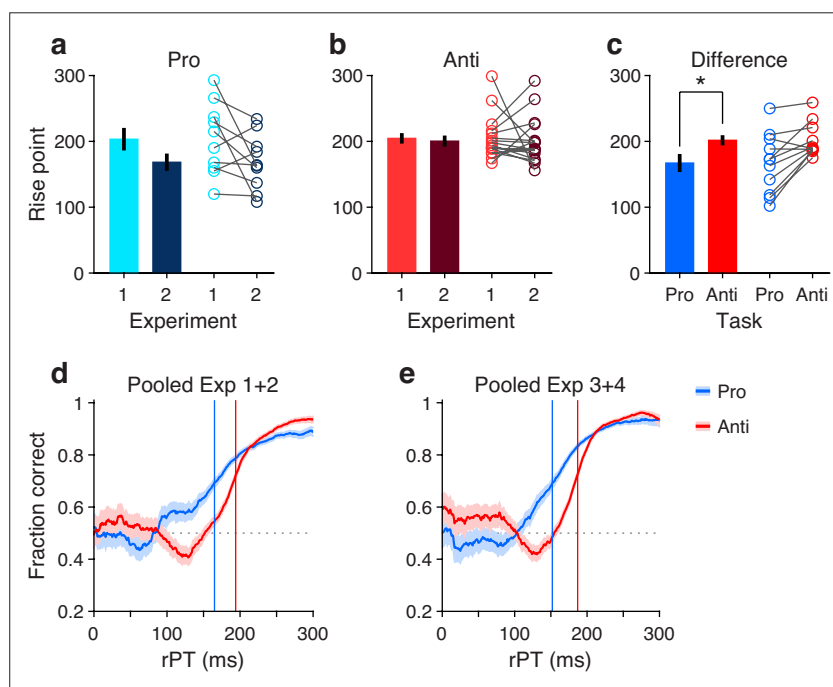 a b c
Pro Anti Difference
*
300 300 300
200 200 200
100 100 100
0 0 0
Rise point
1 2 1 2 1 2 1 2 Pro Anti Pro Anti
Experiment Experiment Task
d e
Pooled Exp 1+2 Pooled Exp 3+4
Pro
Anti
1 1
0.8 0.8
0.6 0.6
0.4 0.4
0.2 0.2
Fraction correct
0 100 200 300 0 100 200 300
rPT (ms) rPT (ms)